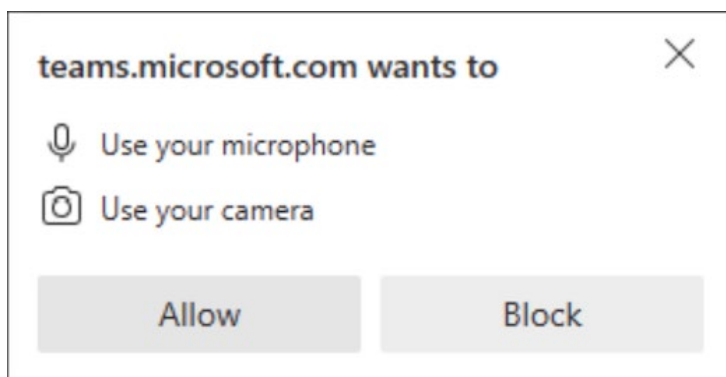 teams.microsoft.com wants to
Use your microphone
Use your camera
Allow
Block